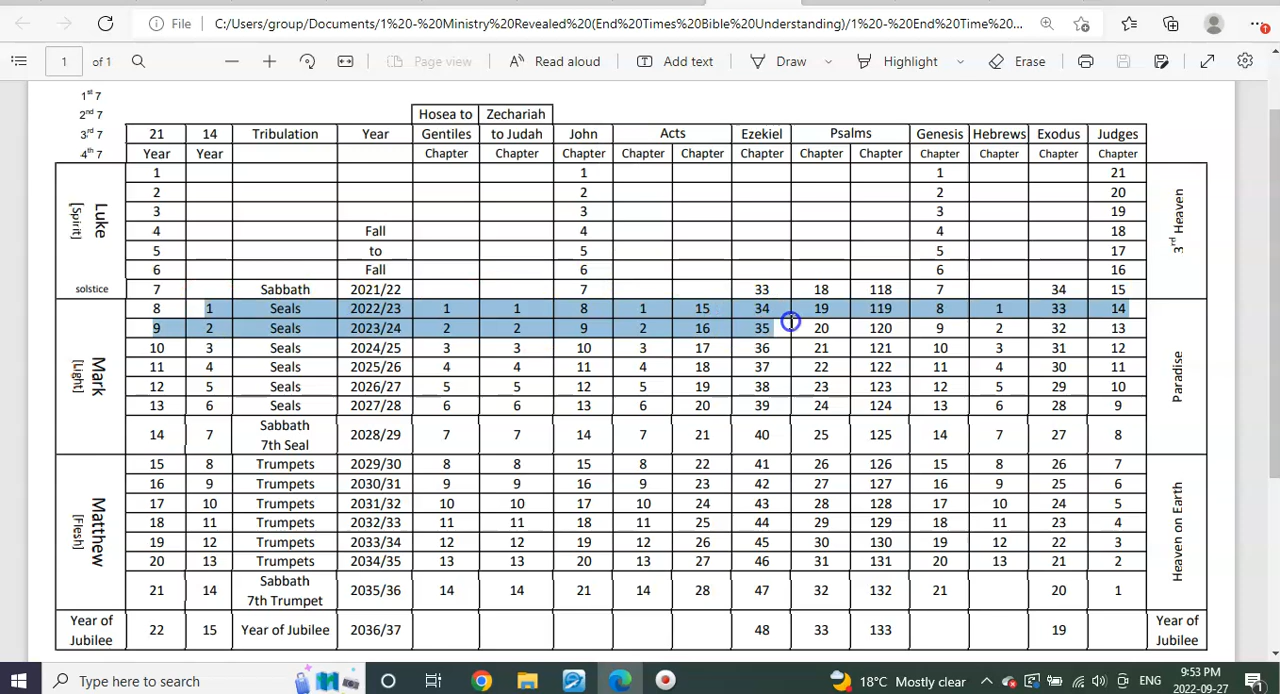 File C:/Users/group/Documents/1%20-%20Ministry%20Revealed%20(End%20Times%20Bible%20Understanding)/1%20-%20End%20Time%20...
1 of 1 Page view Read aloud Add text Draw Highlight Erase
1st 7
2nd 7 Hosea to Zechariah
3rd 7 21 14 Tribulation Year Gentiles to Judah John Acts Ezekiel Psalms Genesis Hebrews Exodus Judges
4th 7 Year Year Chapter Chapter Chapter Chapter Chapter Chapter Chapter Chapter Chapter Chapter Chapter Chapter
Luke [Spirit] solstice
1 1 1 21
2 2 2 20
3 3 3 19
4 Fall 4 4 18
5 to 5 5 17
6 Fall 6 6 16
7 Sabbath 2021/22 7 33 18 118 7 34 15
3rd Heaven
Mark [Light]
8 1 Seals 2022/23 1 1 8 1 15 34 19 119 8 1 33 14
9 2 Seals 2023/24 2 2 9 2 16 35 20 120 9 2 32 13
10 3 Seals 2024/25 3 3 10 3 17 36 21 121 10 3 31 12
11 4 Seals 2025/26 4 4 11 4 18 37 22 122 11 4 30 11
12 5 Seals 2026/27 5 5 12 5 19 38 23 123 12 5 29 10
13 6 Seals 2027/28 6 6 13 6 20 39 24 124 13 6 28 9
14 7 Sabbath 7th Seal 2028/29 7 7 14 7 21 40 25 125 14 7 27 8
Paradise
Matthew [Flesh]
15 8 Trumpets 2029/30 8 8 15 8 22 41 26 126 15 8 26 7
16 9 Trumpets 2030/31 9 9 16 9 23 42 27 127 16 9 25 6
17 10 Trumpets 2031/32 10 10 17 10 24 43 28 128 17 10 24 5
18 11 Trumpets 2032/33 11 11 18 11 25 44 29 129 18 11 23 4
19 12 Trumpets 2033/34 12 12 19 12 26 45 30 130 19 12 22 3
20 13 Trumpets 2034/35 13 13 20 13 27 46 31 131 20 13 21 2
21 14 Sabbath 7th Trumpet 2035/36 14 14 21 14 28 47 32 132 21 20 1
Heaven on Earth
Year of Jubilee 22 15 Year of Jubilee 2036/37 48 33 133 19 Year of Jubilee
Type here to search 18°C Mostly clear ENG 9:53 PM
2022-09-27